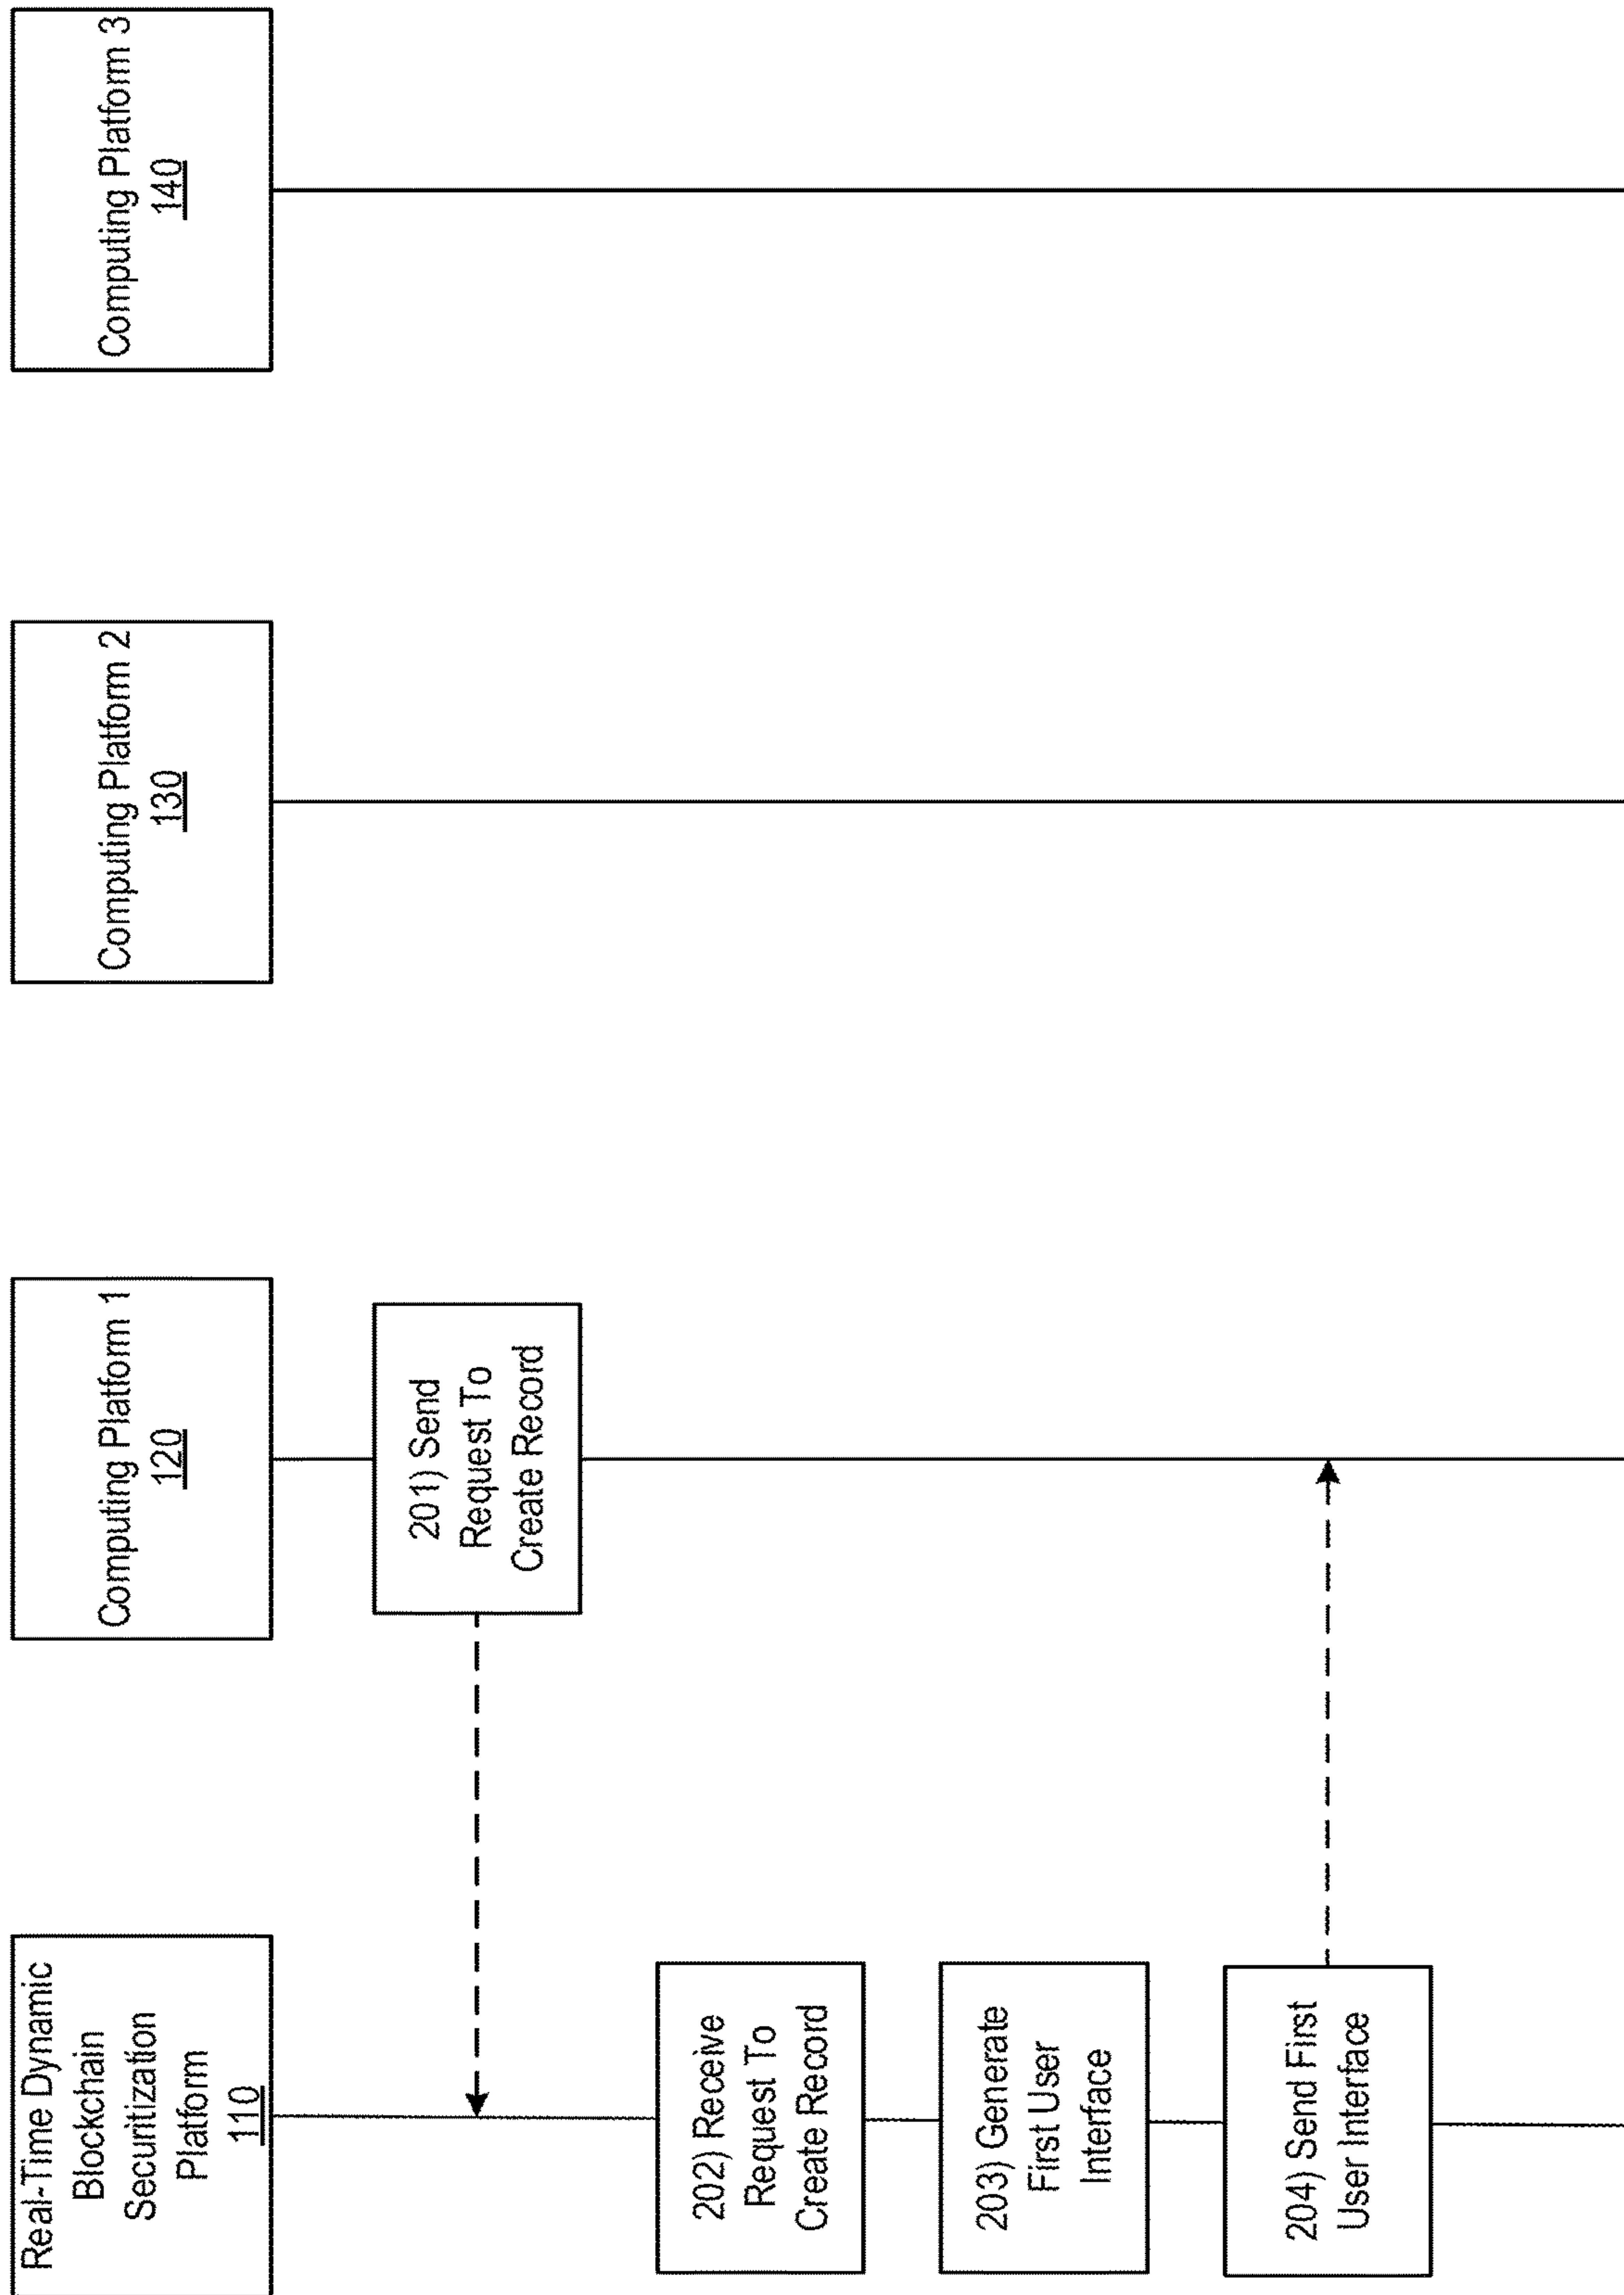 Real-Time Dynamic
Blockchain
Securitization
Platform
110
Computing Platform 1
120
Computing Platform 2
130
Computing Platform 3
140
201) Send
Request To
Create Record
202) Receive
Request To
Create Record
203) Generate
First User
Interface
204) Send First
User Interface